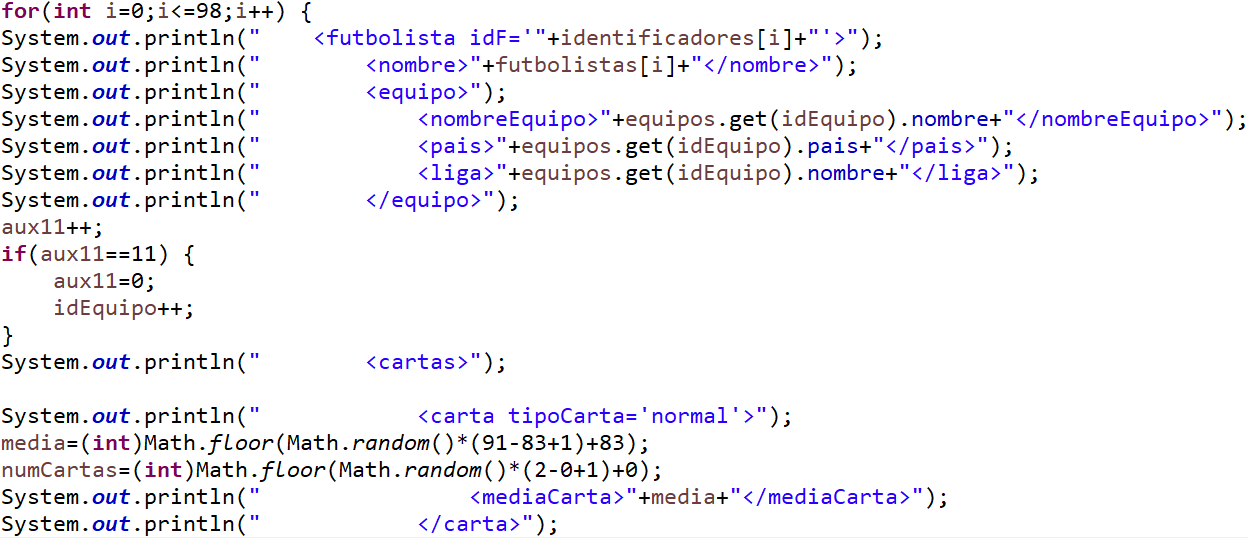 for(int i=0;i<=98;i++) {
System.out.println("    <futbolista idF='"+identificadores[i]+"'>");
System.out.println("        <nombre>"+futbolistas[i]+"</nombre>");
System.out.println("        <equipo>");
System.out.println("            <nombreEquipo>"+equipos.get(idEquipo).nombre+"</nombreEquipo>");
System.out.println("            <pais>"+equipos.get(idEquipo).pais+"</pais>");
System.out.println("            <liga>"+equipos.get(idEquipo).nombre+"</liga>");
System.out.println("        </equipo>");
aux11++;
if(aux11==11) {
    aux11=0;
    idEquipo++;
}
System.out.println("        <cartas>");

System.out.println("            <carta tipoCarta='normal'>");
media=(int)Math.floor(Math.random()*(91-83+1)+83);
numCartas=(int)Math.floor(Math.random()*(2-0+1)+0);
System.out.println("                <mediaCarta>"+media+"</mediaCarta>");
System.out.println("            </carta>");